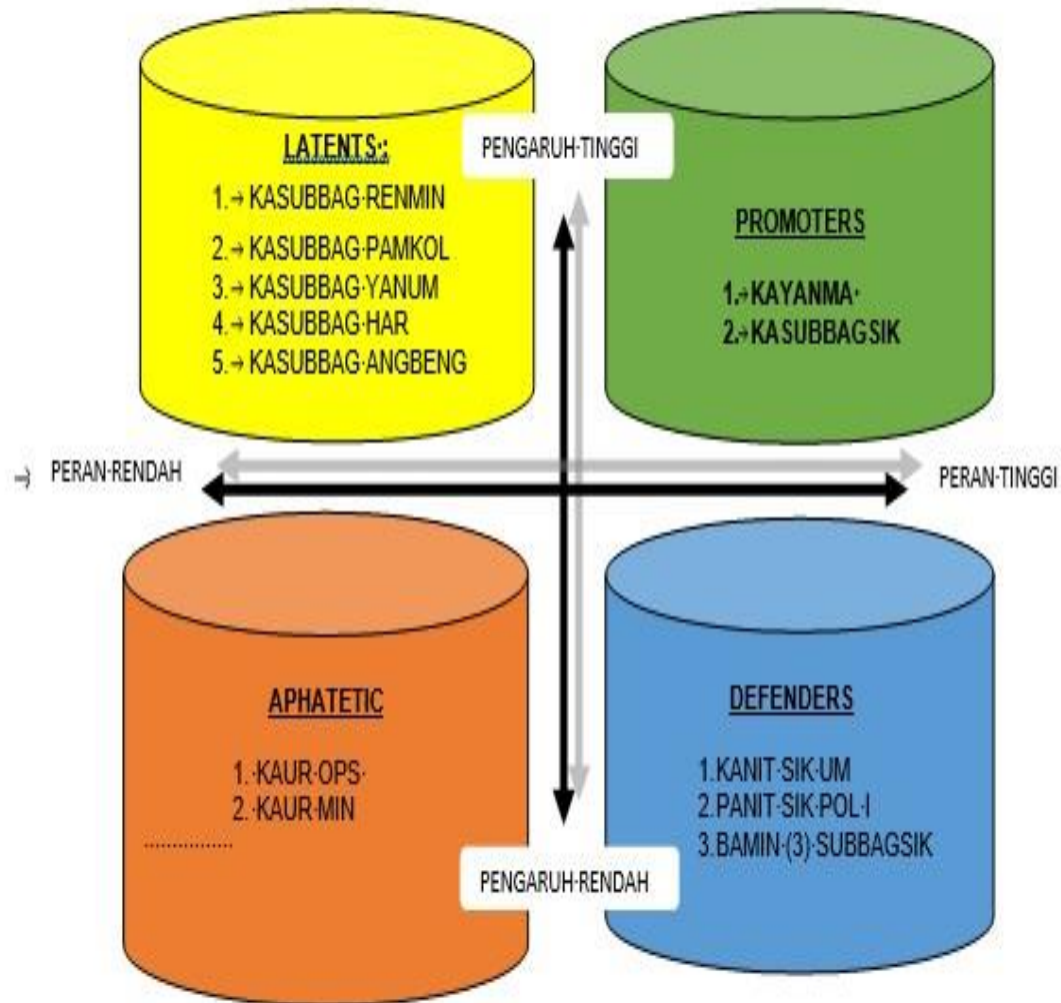 LATENTS·:
1.→KASUBBAG·RENMIN
2.→KASUBBAG·PAMKOL
3.→KASUBBAG·YANUM
4.→KASUBBAG·HAR
5.→KASUBBAG·ANGBENG
PENGARUH·TINGGI
PROMOTERS
1.→KAYANMA·
2.→KASUBBAGSIK
PERAN·RENDAH
PERAN·TINGGI
APHATETIC
1.·KAUR·OPS·
2.·KAUR·MIN
................
DEFENDERS
1.KANIT·SIK·UM
2.PANIT·SIK·POL·I
3.BAMIN·(3)·SUBBAGSIK
PENGARUH·RENDAH